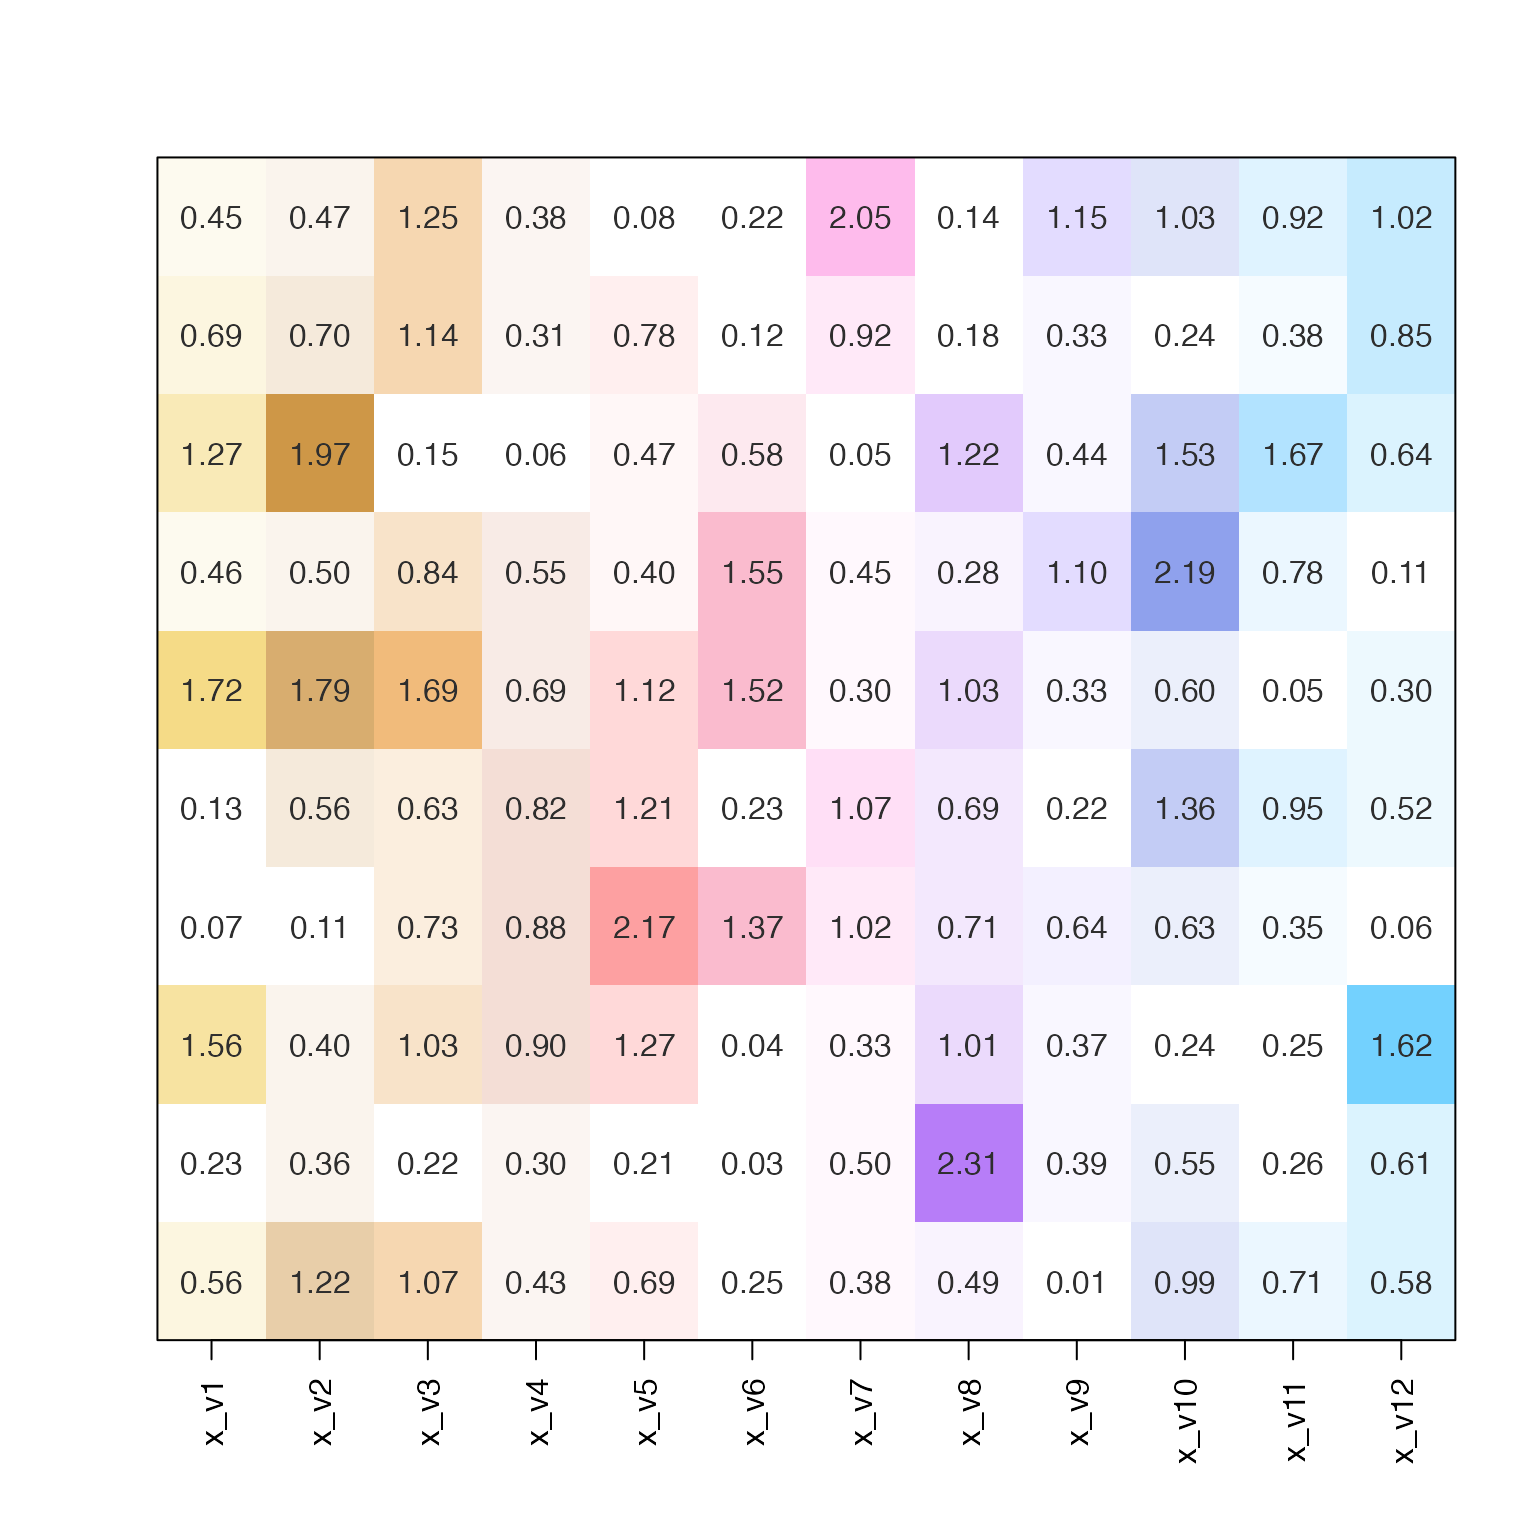 0.45 0.47 1.25 0.38 0.08 0.22 2.05 0.14 1.15 1.03 0.92 1.02
0.69 0.70 1.14 0.31 0.78 0.12 0.92 0.18 0.33 0.24 0.38 0.85
1.27 1.97 0.15 0.06 0.47 0.58 0.05 1.22 0.44 1.53 1.67 0.64
0.46 0.50 0.84 0.55 0.40 1.55 0.45 0.28 1.10 2.19 0.78 0.11
1.72 1.79 1.69 0.69 1.12 1.52 0.30 1.03 0.33 0.60 0.05 0.30
0.13 0.56 0.63 0.82 1.21 0.23 1.07 0.69 0.22 1.36 0.95 0.52
0.07 0.11 0.73 0.88 2.17 1.37 1.02 0.71 0.64 0.63 0.35 0.06
1.56 0.40 1.03 0.90 1.27 0.04 0.33 1.01 0.37 0.24 0.25 1.62
0.23 0.36 0.22 0.30 0.21 0.03 0.50 2.31 0.39 0.55 0.26 0.61
0.56 1.22 1.07 0.43 0.69 0.25 0.38 0.49 0.01 0.99 0.71 0.58
x_v1 x_v2 x_v3 x_v4 x_v5 x_v6 x_v7 x_v8 x_v9 x_v10 x_v11 x_v12